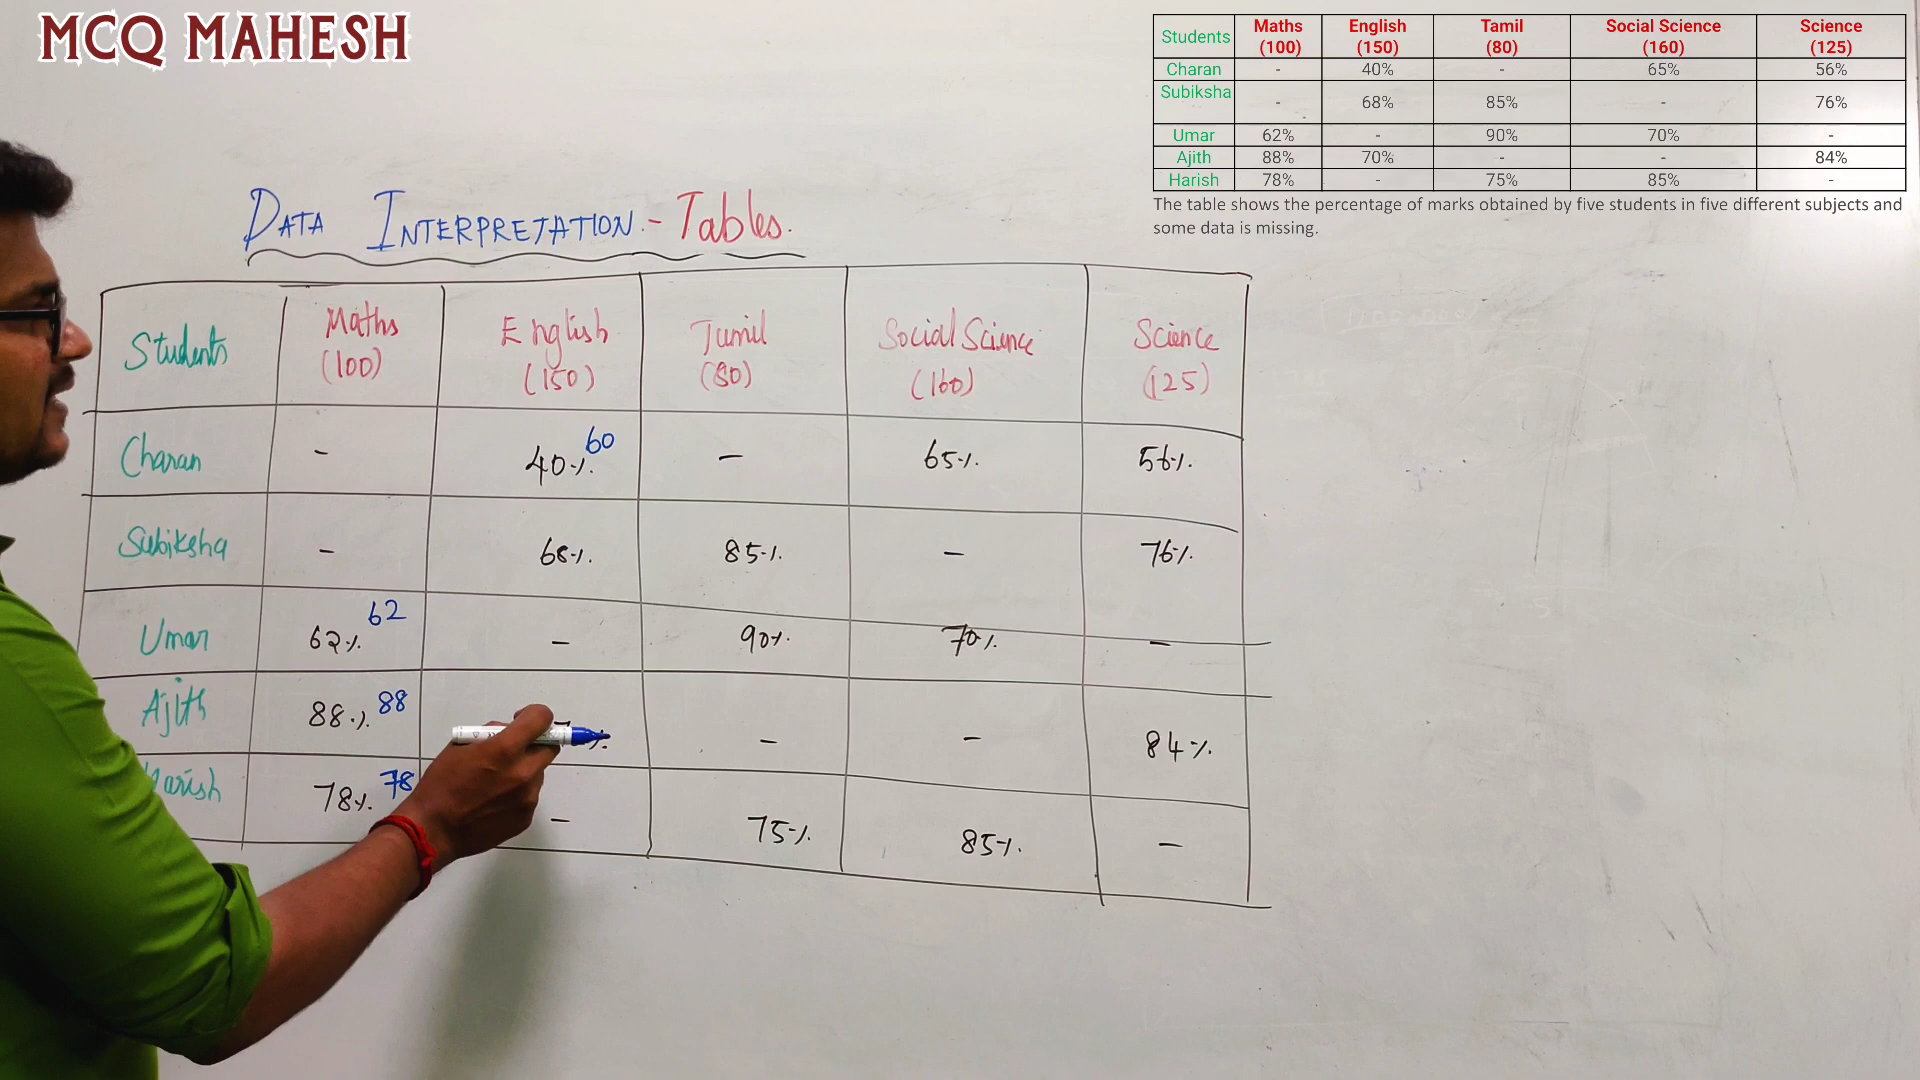 MCQ MAHESH
Students Maths (100) English (150) Tamil (80) Social Science (160) Science (125)
Charan - 40% - 65% 56%
Subiksha - 68% 85% - 76%
Umar 62% - 90% 70% -
Ajith 88% 70% - - 84%
Harish 78% - 75% 85% -
The table shows the percentage of marks obtained by five students in five different subjects and
some data is missing.
DATA INTERPRETATION - Tables.
Students Maths (100) English (150) Tamil (80) Social Science (160) Science (125)
Charan - 40% 60 - 65% 56%
Subiksha - 68% 85% - 76%
Umar 62% 62 - 90% 70% -
Ajith 88% 88 - - 84%
78% 78 - 75% 85% -